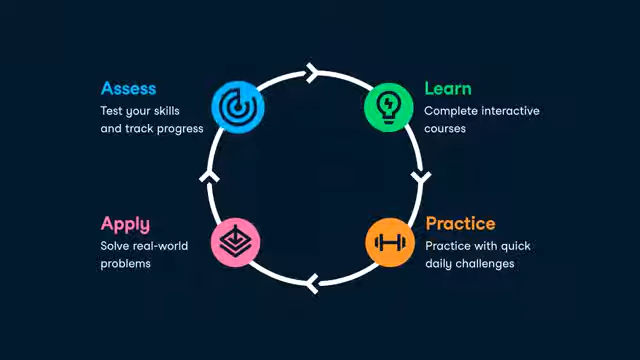 Assess
Test your skills
and track progress
Learn
Complete interactive
courses
Apply
Solve real-world
problems
Practice
Practice with quick
daily challenges